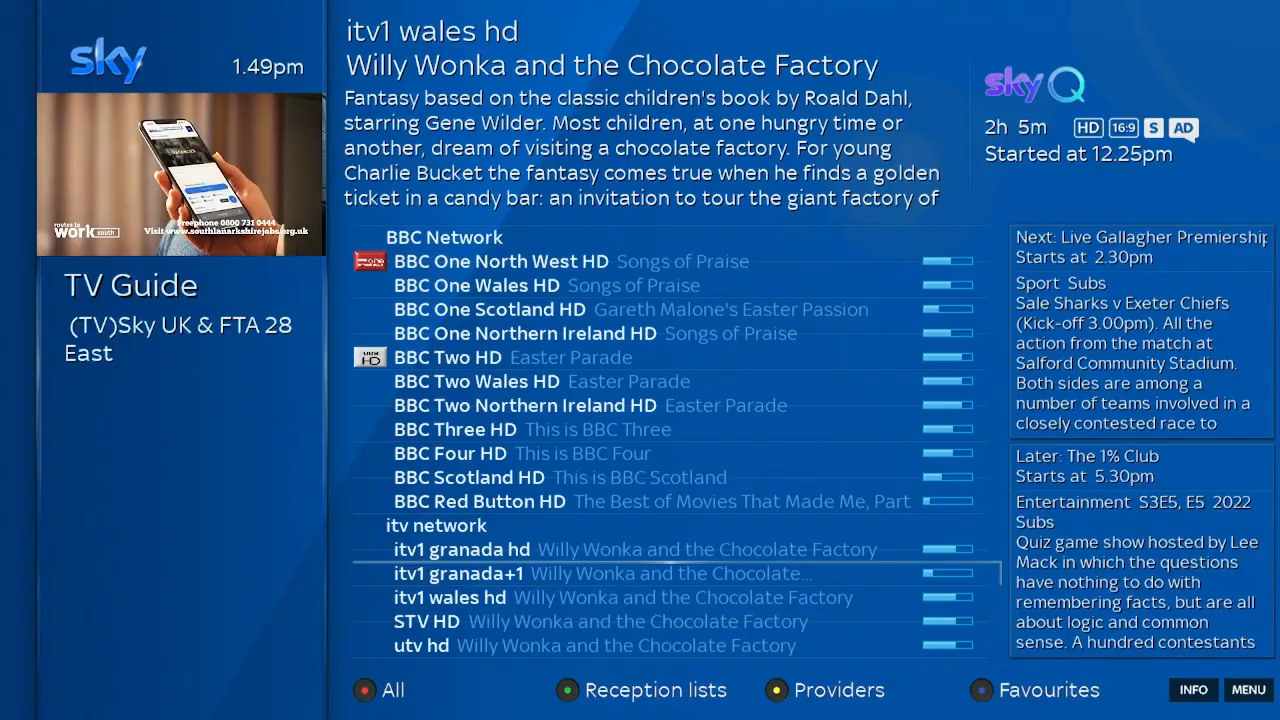 sky
1.49pm
routes to
work south
Freephone 0800 731 0444
Visit www.southlanarkshirejobs.org.uk
TV Guide
(TV)Sky UK & FTA 28
East
itv1 wales hd
Willy Wonka and the Chocolate Factory
Fantasy based on the classic children's book by Roald Dahl,
starring Gene Wilder. Most children, at one hungry time or
another, dream of visiting a chocolate factory. For young
Charlie Bucket the fantasy comes true when he finds a golden
ticket in a candy bar: an invitation to tour the giant factory of
sky Q
2h 5m HD 16:9 S AD
Started at 12.25pm
BBC Network
BBC One North West HD Songs of Praise
BBC One Wales HD Songs of Praise
BBC One Scotland HD Gareth Malone's Easter Passion
BBC One Northern Ireland HD Songs of Praise
HD BBC Two HD Easter Parade
BBC Two Wales HD Easter Parade
BBC Two Northern Ireland HD Easter Parade
BBC Three HD This is BBC Three
BBC Four HD This is BBC Four
BBC Scotland HD This is BBC Scotland
BBC Red Button HD The Best of Movies That Made Me, Part
itv network
itv1 granada hd Willy Wonka and the Chocolate Factory
itv1 granada+1 Willy Wonka and the Chocolate...
itv1 wales hd Willy Wonka and the Chocolate Factory
STV HD Willy Wonka and the Chocolate Factory
utv hd Willy Wonka and the Chocolate Factory
Next: Live Gallagher Premiership
Starts at 2.30pm
Sport Subs
Sale Sharks v Exeter Chiefs
(Kick-off 3.00pm). All the
action from the match at
Salford Community Stadium.
Both sides are among a
number of teams involved in a
closely contested race to
Later: The 1% Club
Starts at 5.30pm
Entertainment S3E5, E5 2022
Subs
Quiz game show hosted by Lee
Mack in which the questions
have nothing to do with
remembering facts, but are all
about logic and common
sense. A hundred contestants
All
Reception lists
Providers
Favourites
INFO
MENU